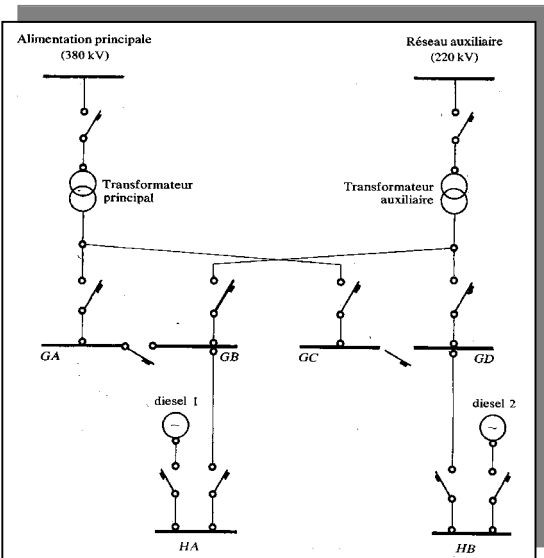 Alimentation principale
(380 kV)
Réseau auxiliaire
(220 kV)
Transformateur
principal
Transformateur
auxiliaire
GA
GB
GC
GD
diesel 1
diesel 2
HA
HB